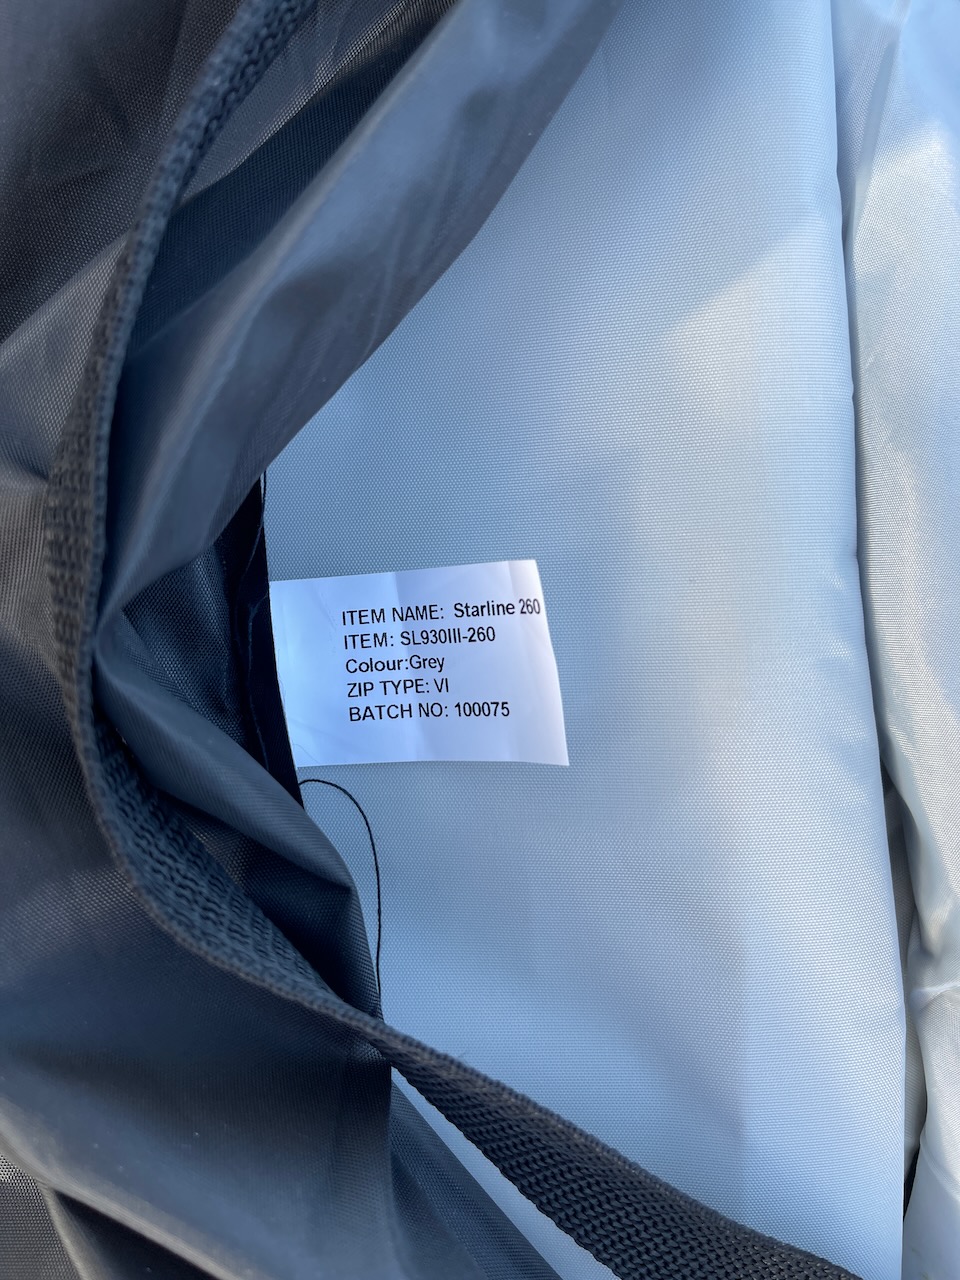 ITEM NAME: Starline 260
ITEM: SL930III-260
Colour:Grey
ZIP TYPE: VI
BATCH NO: 100075